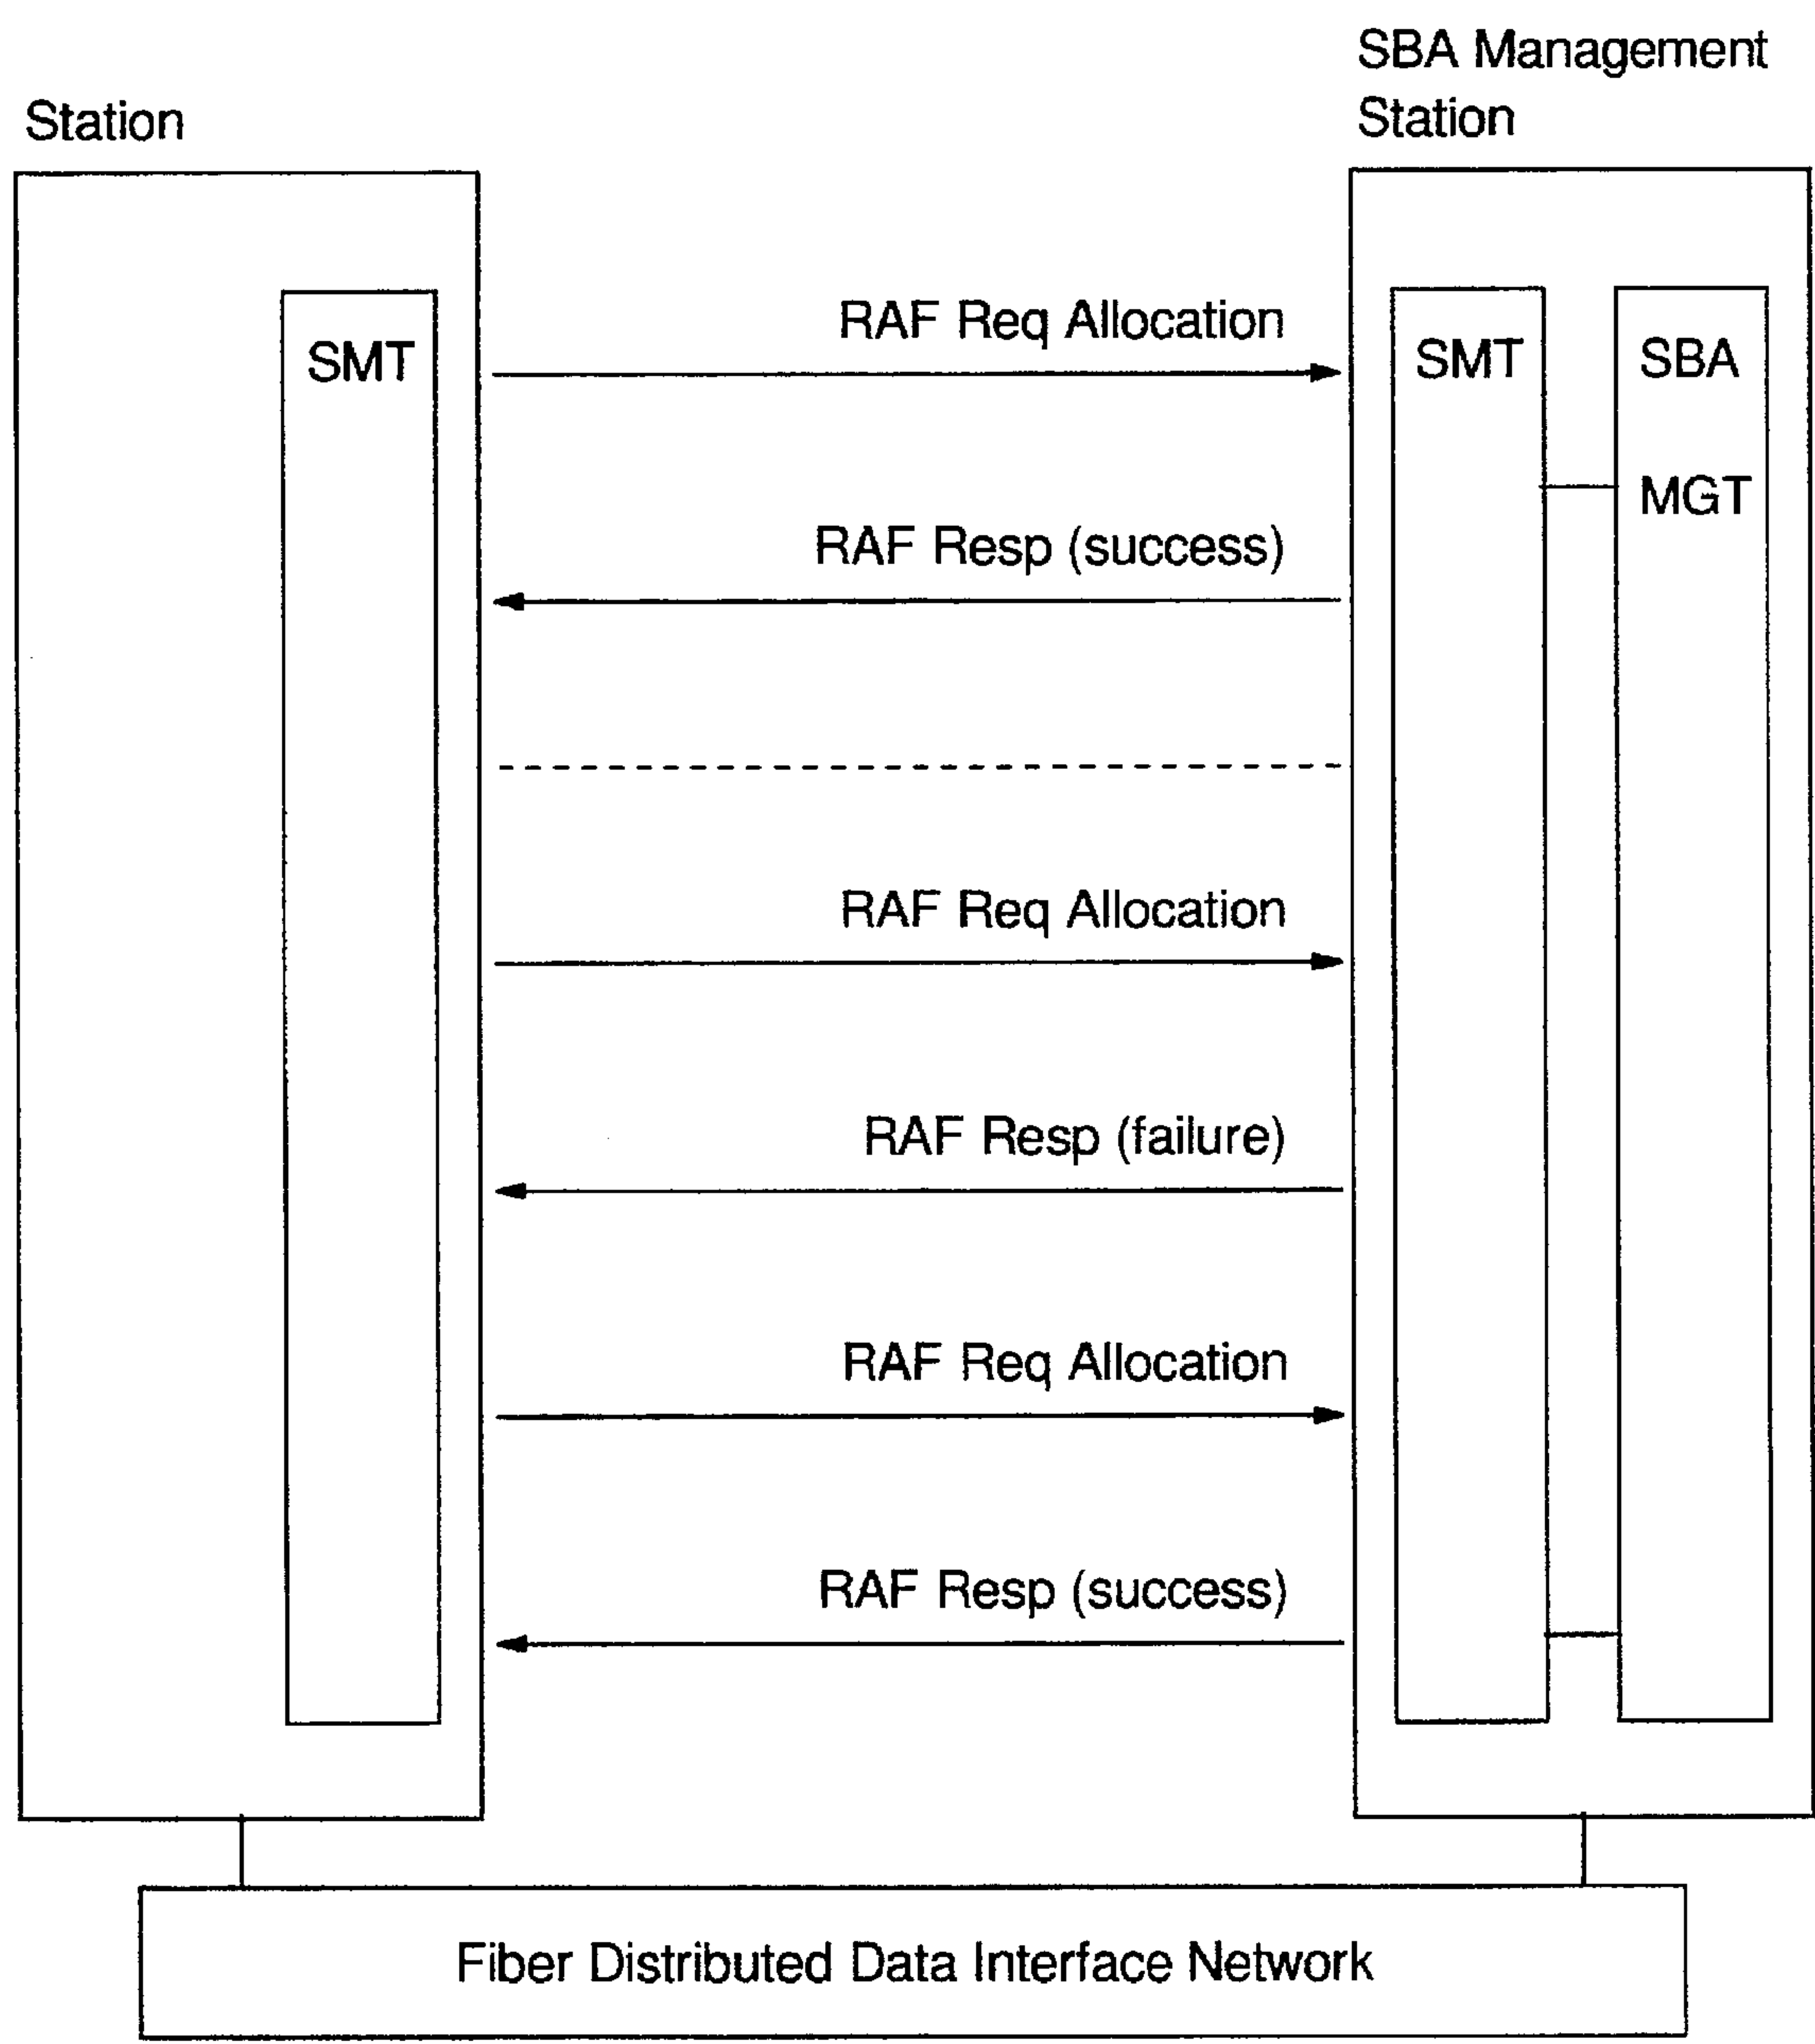 Station
SBA Management
Station
SMT
RAF Req Allocation
SMT
SBA
MGT
RAF Resp (success)
RAF Req Allocation
RAF Resp (failure)
RAF Req Allocation
RAF Resp (success)
Fiber Distributed Data Interface Network